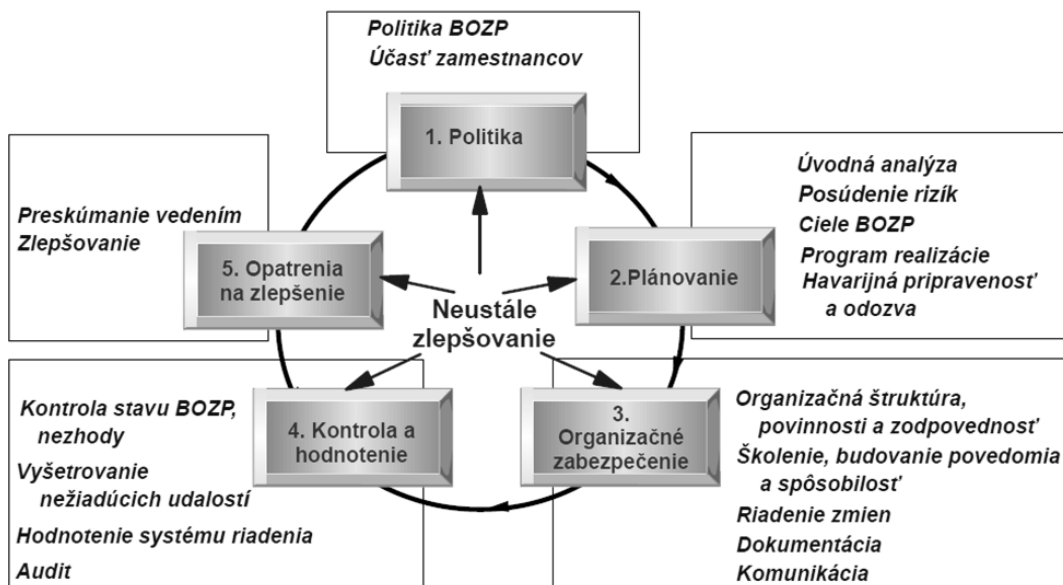 Politika BOZP
Účasť zamestnancov
1. Politika
Úvodná analýza
Posúdenie rizík
Ciele BOZP
Program realizácie
Havarijná pripravenosť
a odozva
2.Plánovanie
Organizačná štruktúra,
povinnosti a zodpovednosť
Školenie, budovanie povedomia
a spôsobilosť
Riadenie zmien
Dokumentácia
Komunikácia
3.
Organizačné
zabezpečenie
Kontrola stavu BOZP,
nezhody
Vyšetrovanie
nežiadúcich udalostí
Hodnotenie systému riadenia
Audit
4. Kontrola a
hodnotenie
Preskúmanie vedením
Zlepšovanie
5. Opatrenia
na zlepšenie
Neustále
zlepšovanie